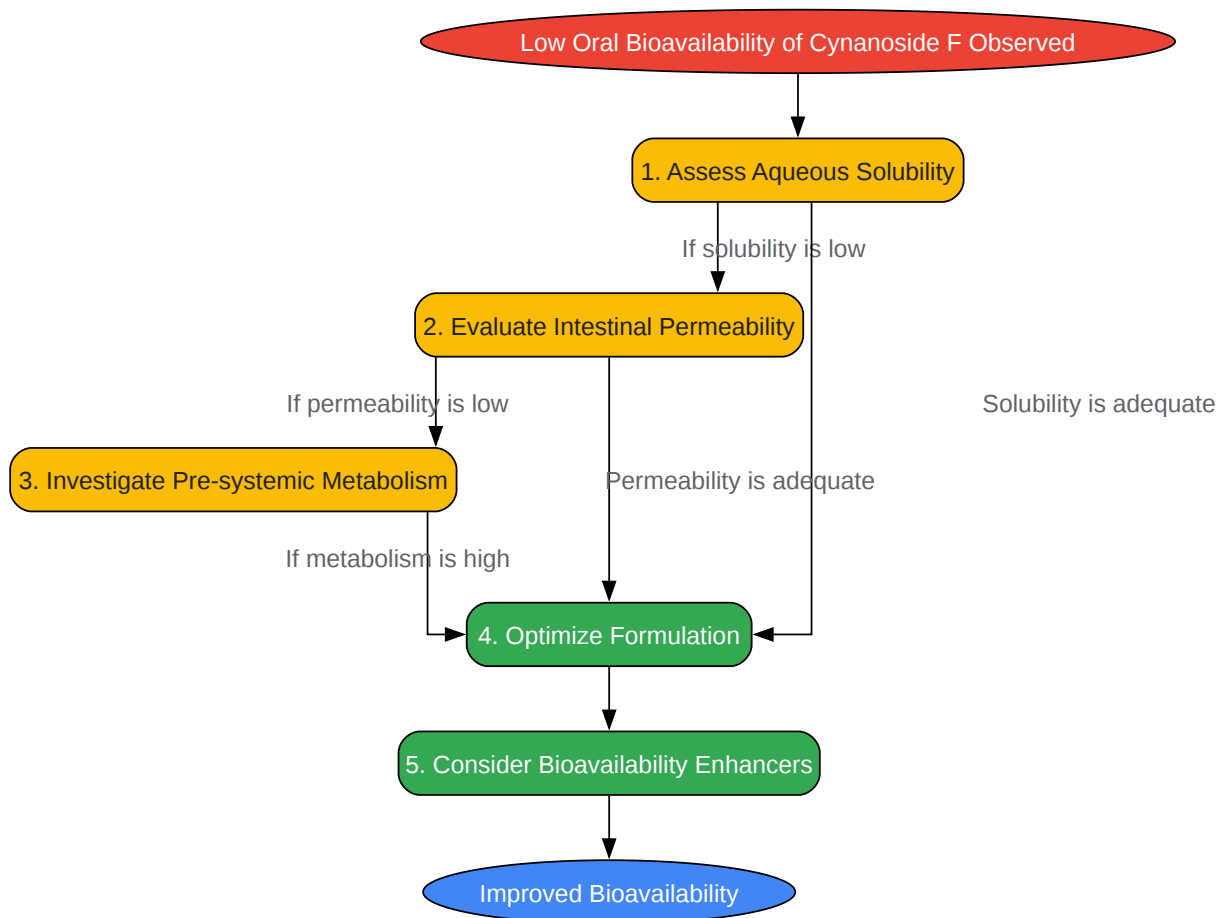 Low Oral Bioavailability of Cynanoside F Observed
1. Assess Aqueous Solubility
If solubility is low
2. Evaluate Intestinal Permeability
If permeability is low
Solubility is adequate
3. Investigate Pre-systemic Metabolism
Permeability is adequate
If metabolism is high
4. Optimize Formulation
5. Consider Bioavailability Enhancers
Improved Bioavailability